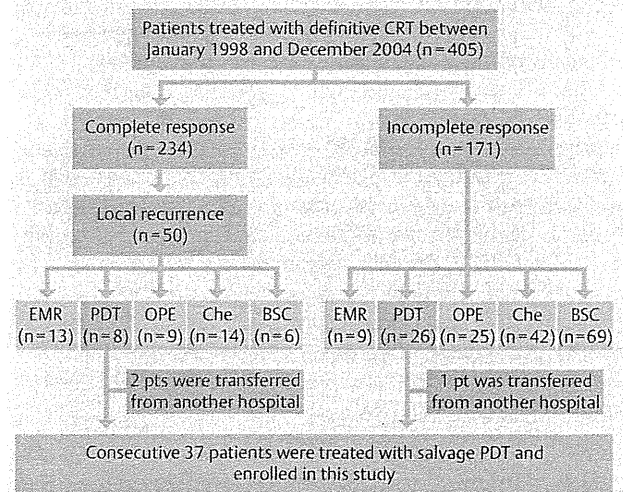 Patients treated with definitive CRT between
January 1998 and December 2004 (n=405)
Complete response
(n=234)
Incomplete response
(n=171)
Local recurrence
(n=50)
EMR
(n=13)
PDT
(n=8)
OPE
(n=9)
Che
(n=14)
BSC
(n=6)
EMR
(n=9)
PDT
(n=26)
OPE
(n=25)
Che
(n=42)
BSC
(n=69)
2 pts were transferred
from another hospital
1 pt was transferred
from another hospital
Consecutive 37 patients were treated with salvage PDT and
enrolled in this study